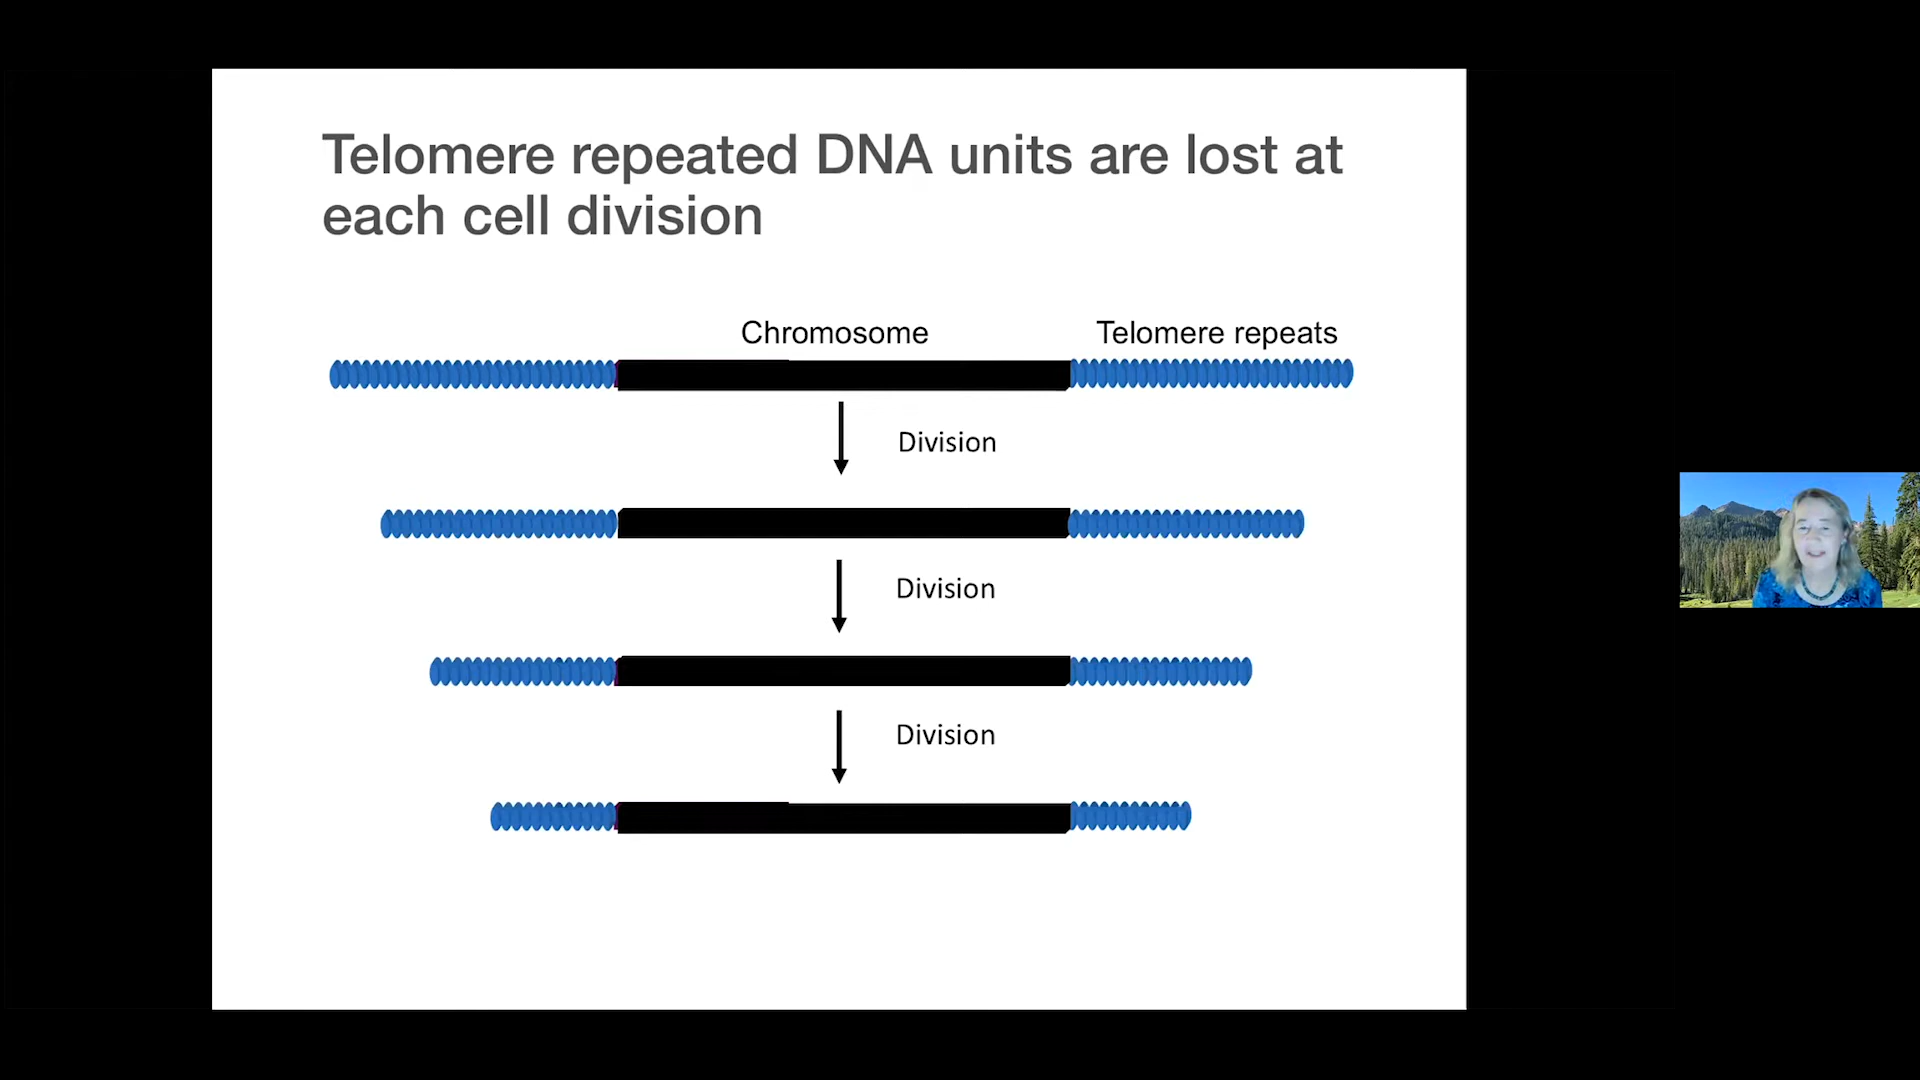 Telomere repeated DNA units are lost at
each cell division
Chromosome
Telomere repeats
Division
Division
Division